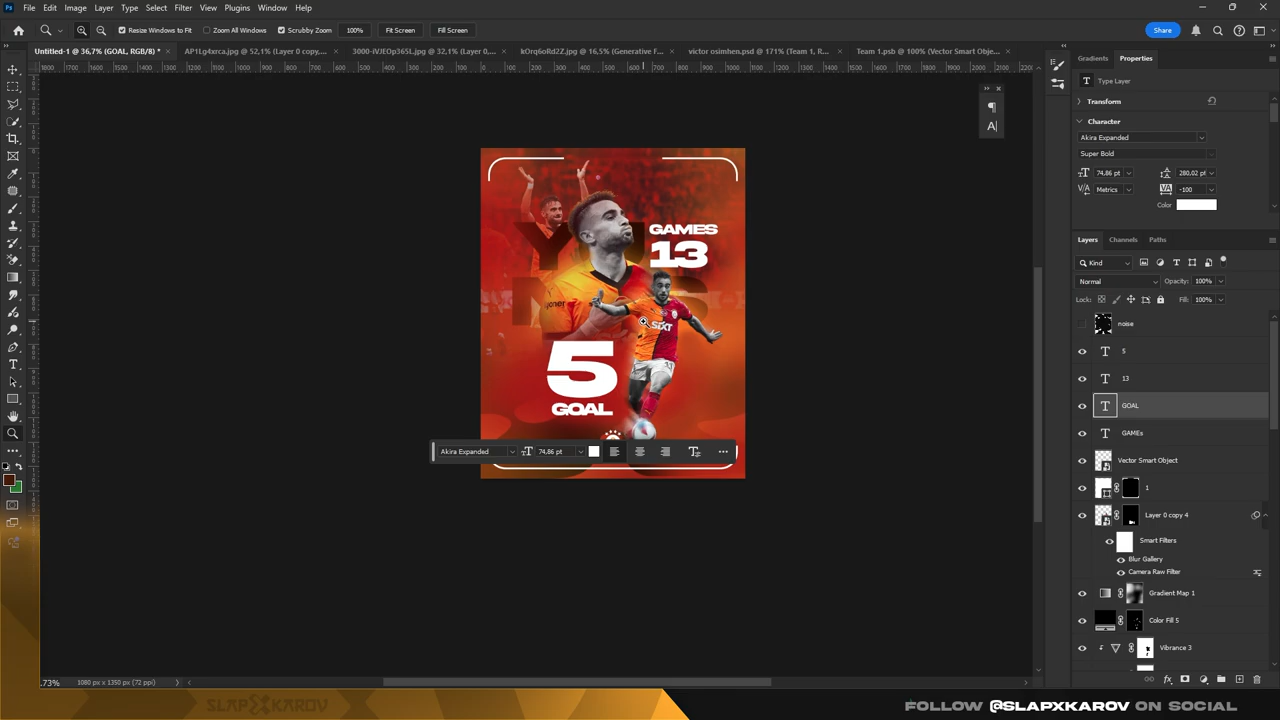 File Edit Image Layer Type Select Filter View Plugins Window Help
Resize Windows to Fit Zoom All Windows Scrubby Zoom 100% Fit Screen Fill Screen Share
Untitled-1 @ 36,7% (GOAL, RGB/8) * AP1Lg4xrca.jpg @ 52,1% (Layer 0 copy,... 3000-iVJEOp365I.jpg @ 32,1% (Layer 0,... kOrq6oRd2Z.jpg @ 16,5% (Generative F... victor osimhen.psd @ 171% (Team 1, R... Team 1.psb @ 100% (Vector Smart Obje...
Gradients Properties
Type Layer
Transform
Character
Akira Expanded
Super Bold
74,86 pt 280,02 pt
Metrics -100
Color
Layers Channels Paths
Kind
Normal Opacity: 100%
Lock: Fill: 100%
noise
5
13
GOAL
GAMEs
Vector Smart Object
1
Layer 0 copy 4
Smart Filters
Blur Gallery
Camera Raw Filter
Gradient Map 1
Color Fill 5
Vibrance 3
GAMES
13
5
GOAL
Akira Expanded 74,86 pt
.73% 1080 px x 1350 px (72 ppi)
SLAPXKAROV
FOLLOW @SLAPXKAROV ON SOCIAL